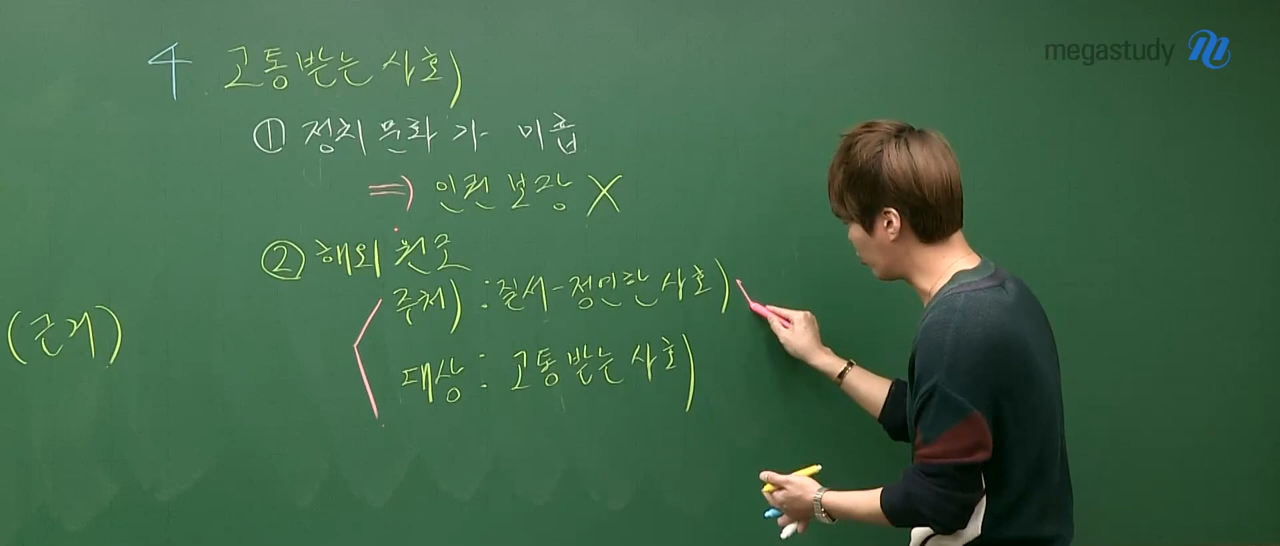 megastudy
4 고통받는 사회)
① 정치 문화가 미흡
⇒ 인권 보장 X
② 해외 원조
주체) : 질서-정연한 사회)
(근거)
대상 : 고통받는 사회)